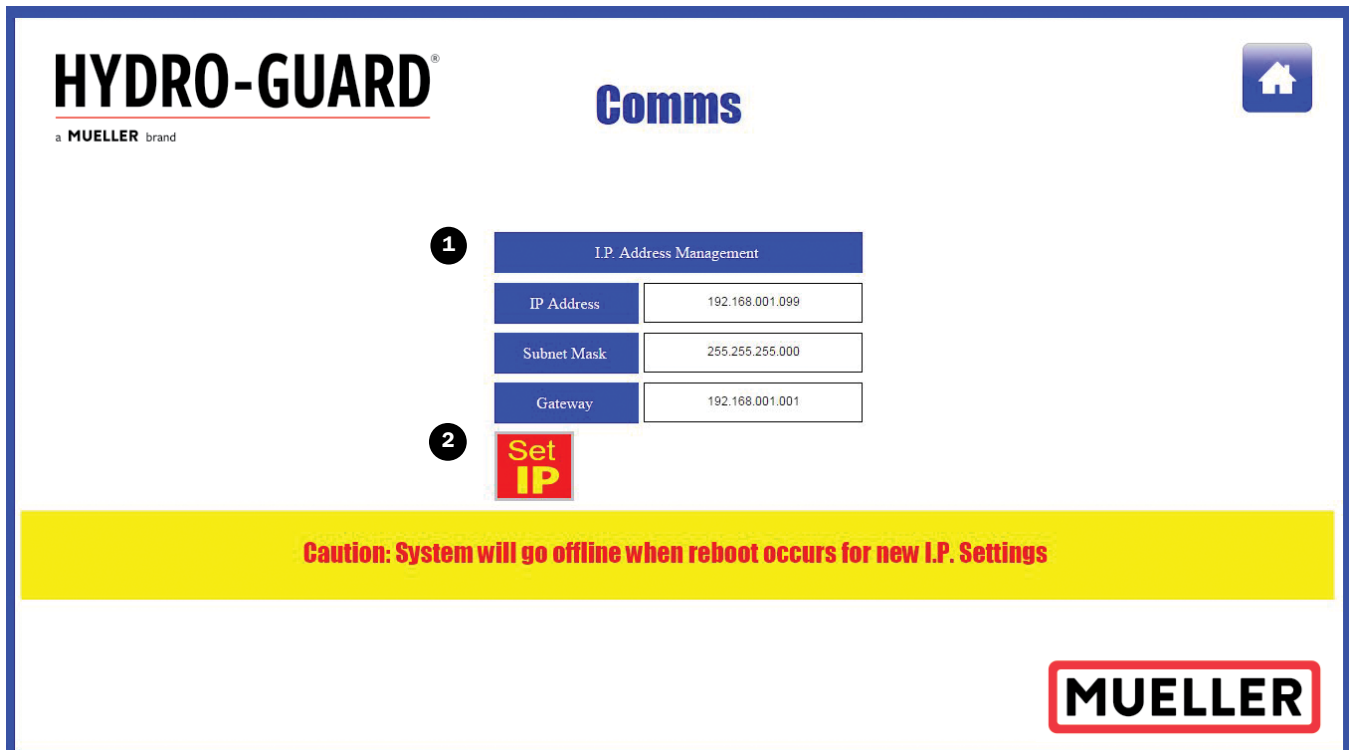 HYDRO-GUARD®
a MUELLER brand
Comms
1
I.P. Address Management
IP Address 192.168.001.099
Subnet Mask 255.255.255.000
Gateway 192.168.001.001
2
Set
IP
Caution: System will go offline when reboot occurs for new I.P. Settings
MUELLER